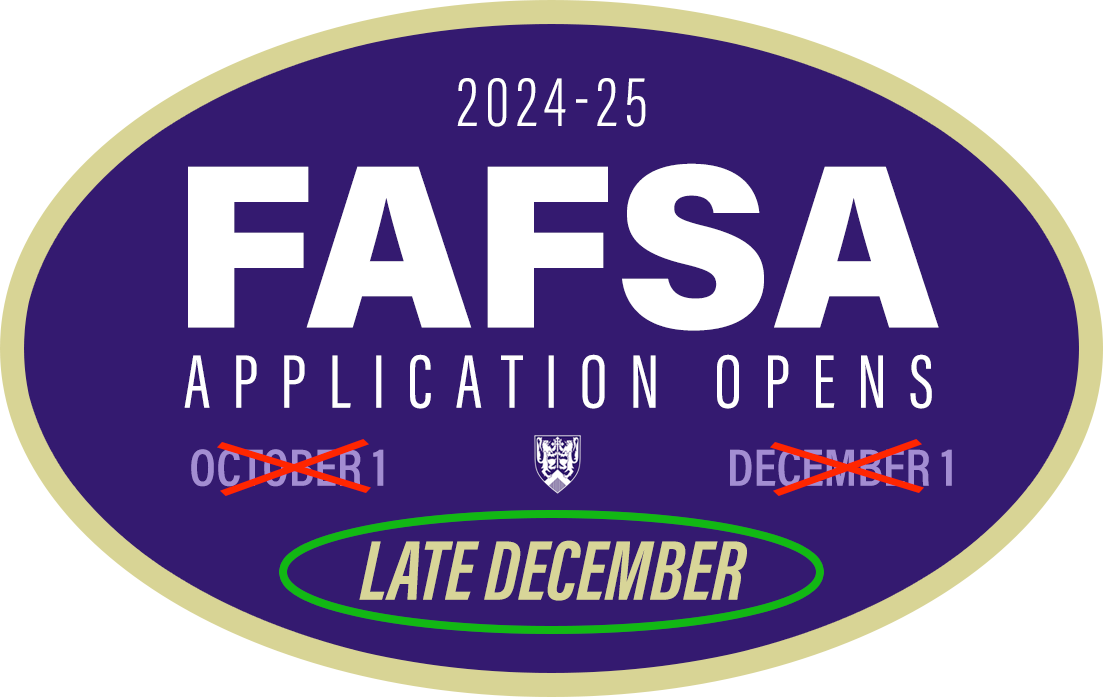 2024-25
FAFSA
APPLICATION OPENS
OCTOBER 1 DECEMBER 1
LATE DECEMBER